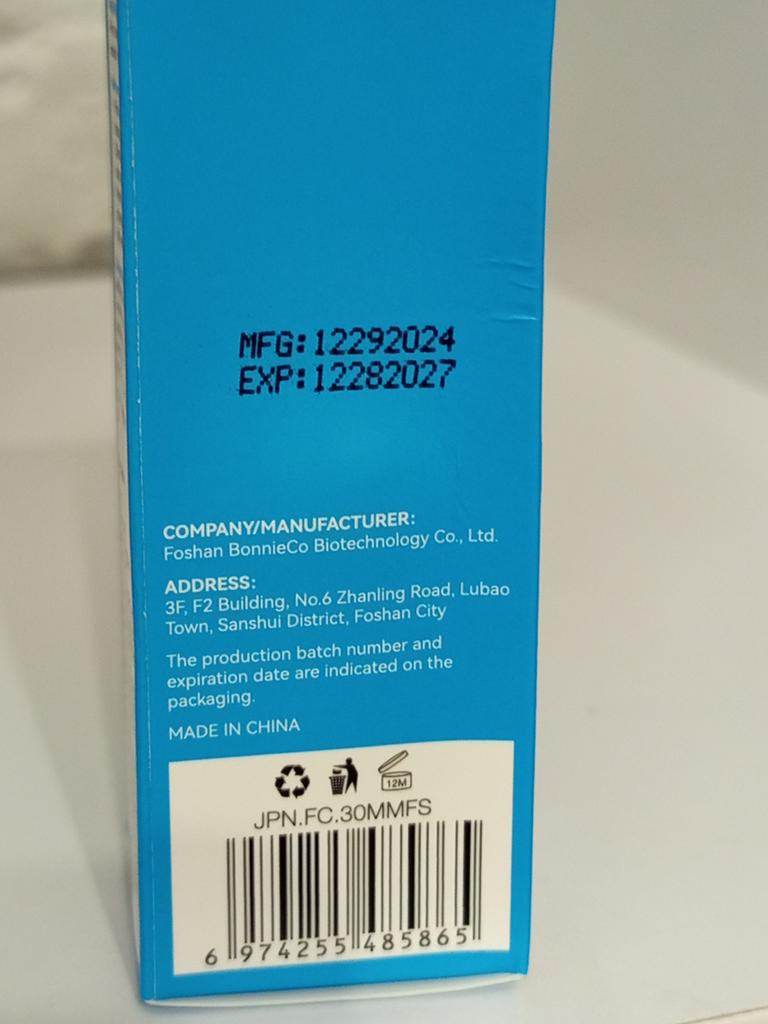 MFG:12292024
EXP:12282027
COMPANY/MANUFACTURER:
Foshan BonnieCo Biotechnology Co., Ltd.
ADDRESS:
3F, F2 Building, No.6 Zhanling Road, Lubao
Town, Sanshui District, Foshan City
The production batch number and
expiration date are indicated on the
packaging.
MADE IN CHINA
12M
JPN.FC.30MMFS
6 974255 485865